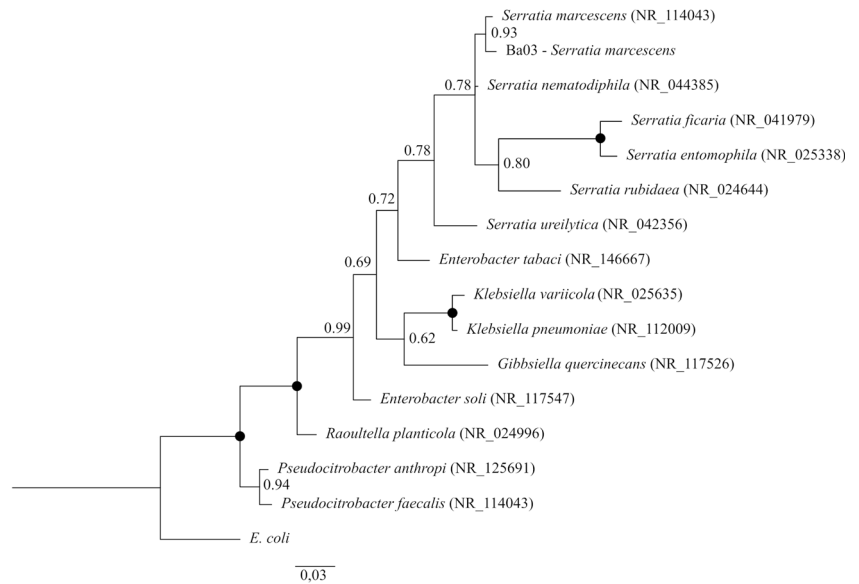 Serratia marcescens (NR_114043)
0.93
Ba03 - Serratia marcescens
0.78
Serratia nematodiphila (NR_044385)
Serratia ficaria (NR_041979)
0.78
Serratia entomophila (NR_025338)
0.80
Serratia rubidaea (NR_024644)
0.72
Serratia ureilytica (NR_042356)
Enterobacter tabaci (NR_146667)
0.69
Klebsiella variicola (NR_025635)
0.99
Klebsiella pneumoniae (NR_112009)
0.62
Gibbsiella quercinecans (NR_117526)
Enterobacter soli (NR_117547)
Raoultella planticola (NR_024996)
Pseudocitrobacter anthropi (NR_125691)
0.94
Pseudocitrobacter faecalis (NR_114043)
E. coli
0,03